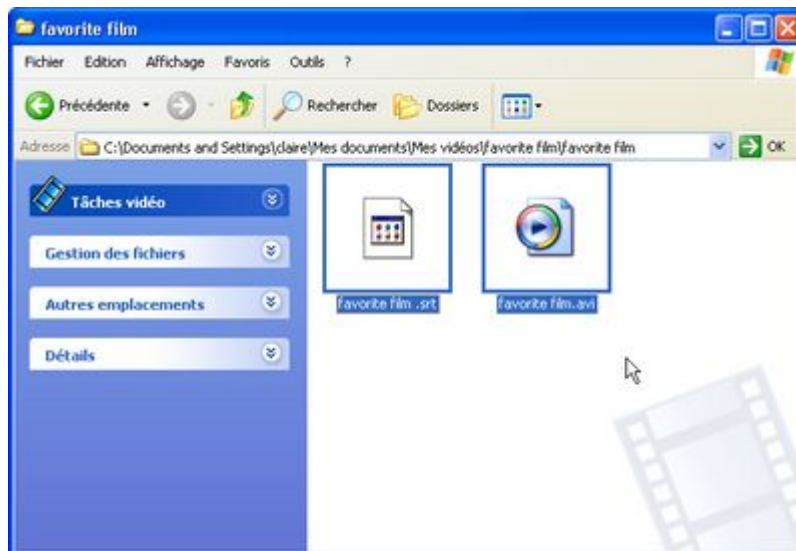 favorite film
Fichier Edition Affichage Favoris Outils ?
Précédente Rechercher Dossiers
Adresse C:\Documents and Settings\claire\Mes documents\Mes vidéos\favorite film\favorite film OK
Tâches vidéo
Gestion des fichiers
Autres emplacements
Détails
favorite film .srt favorite film.avi